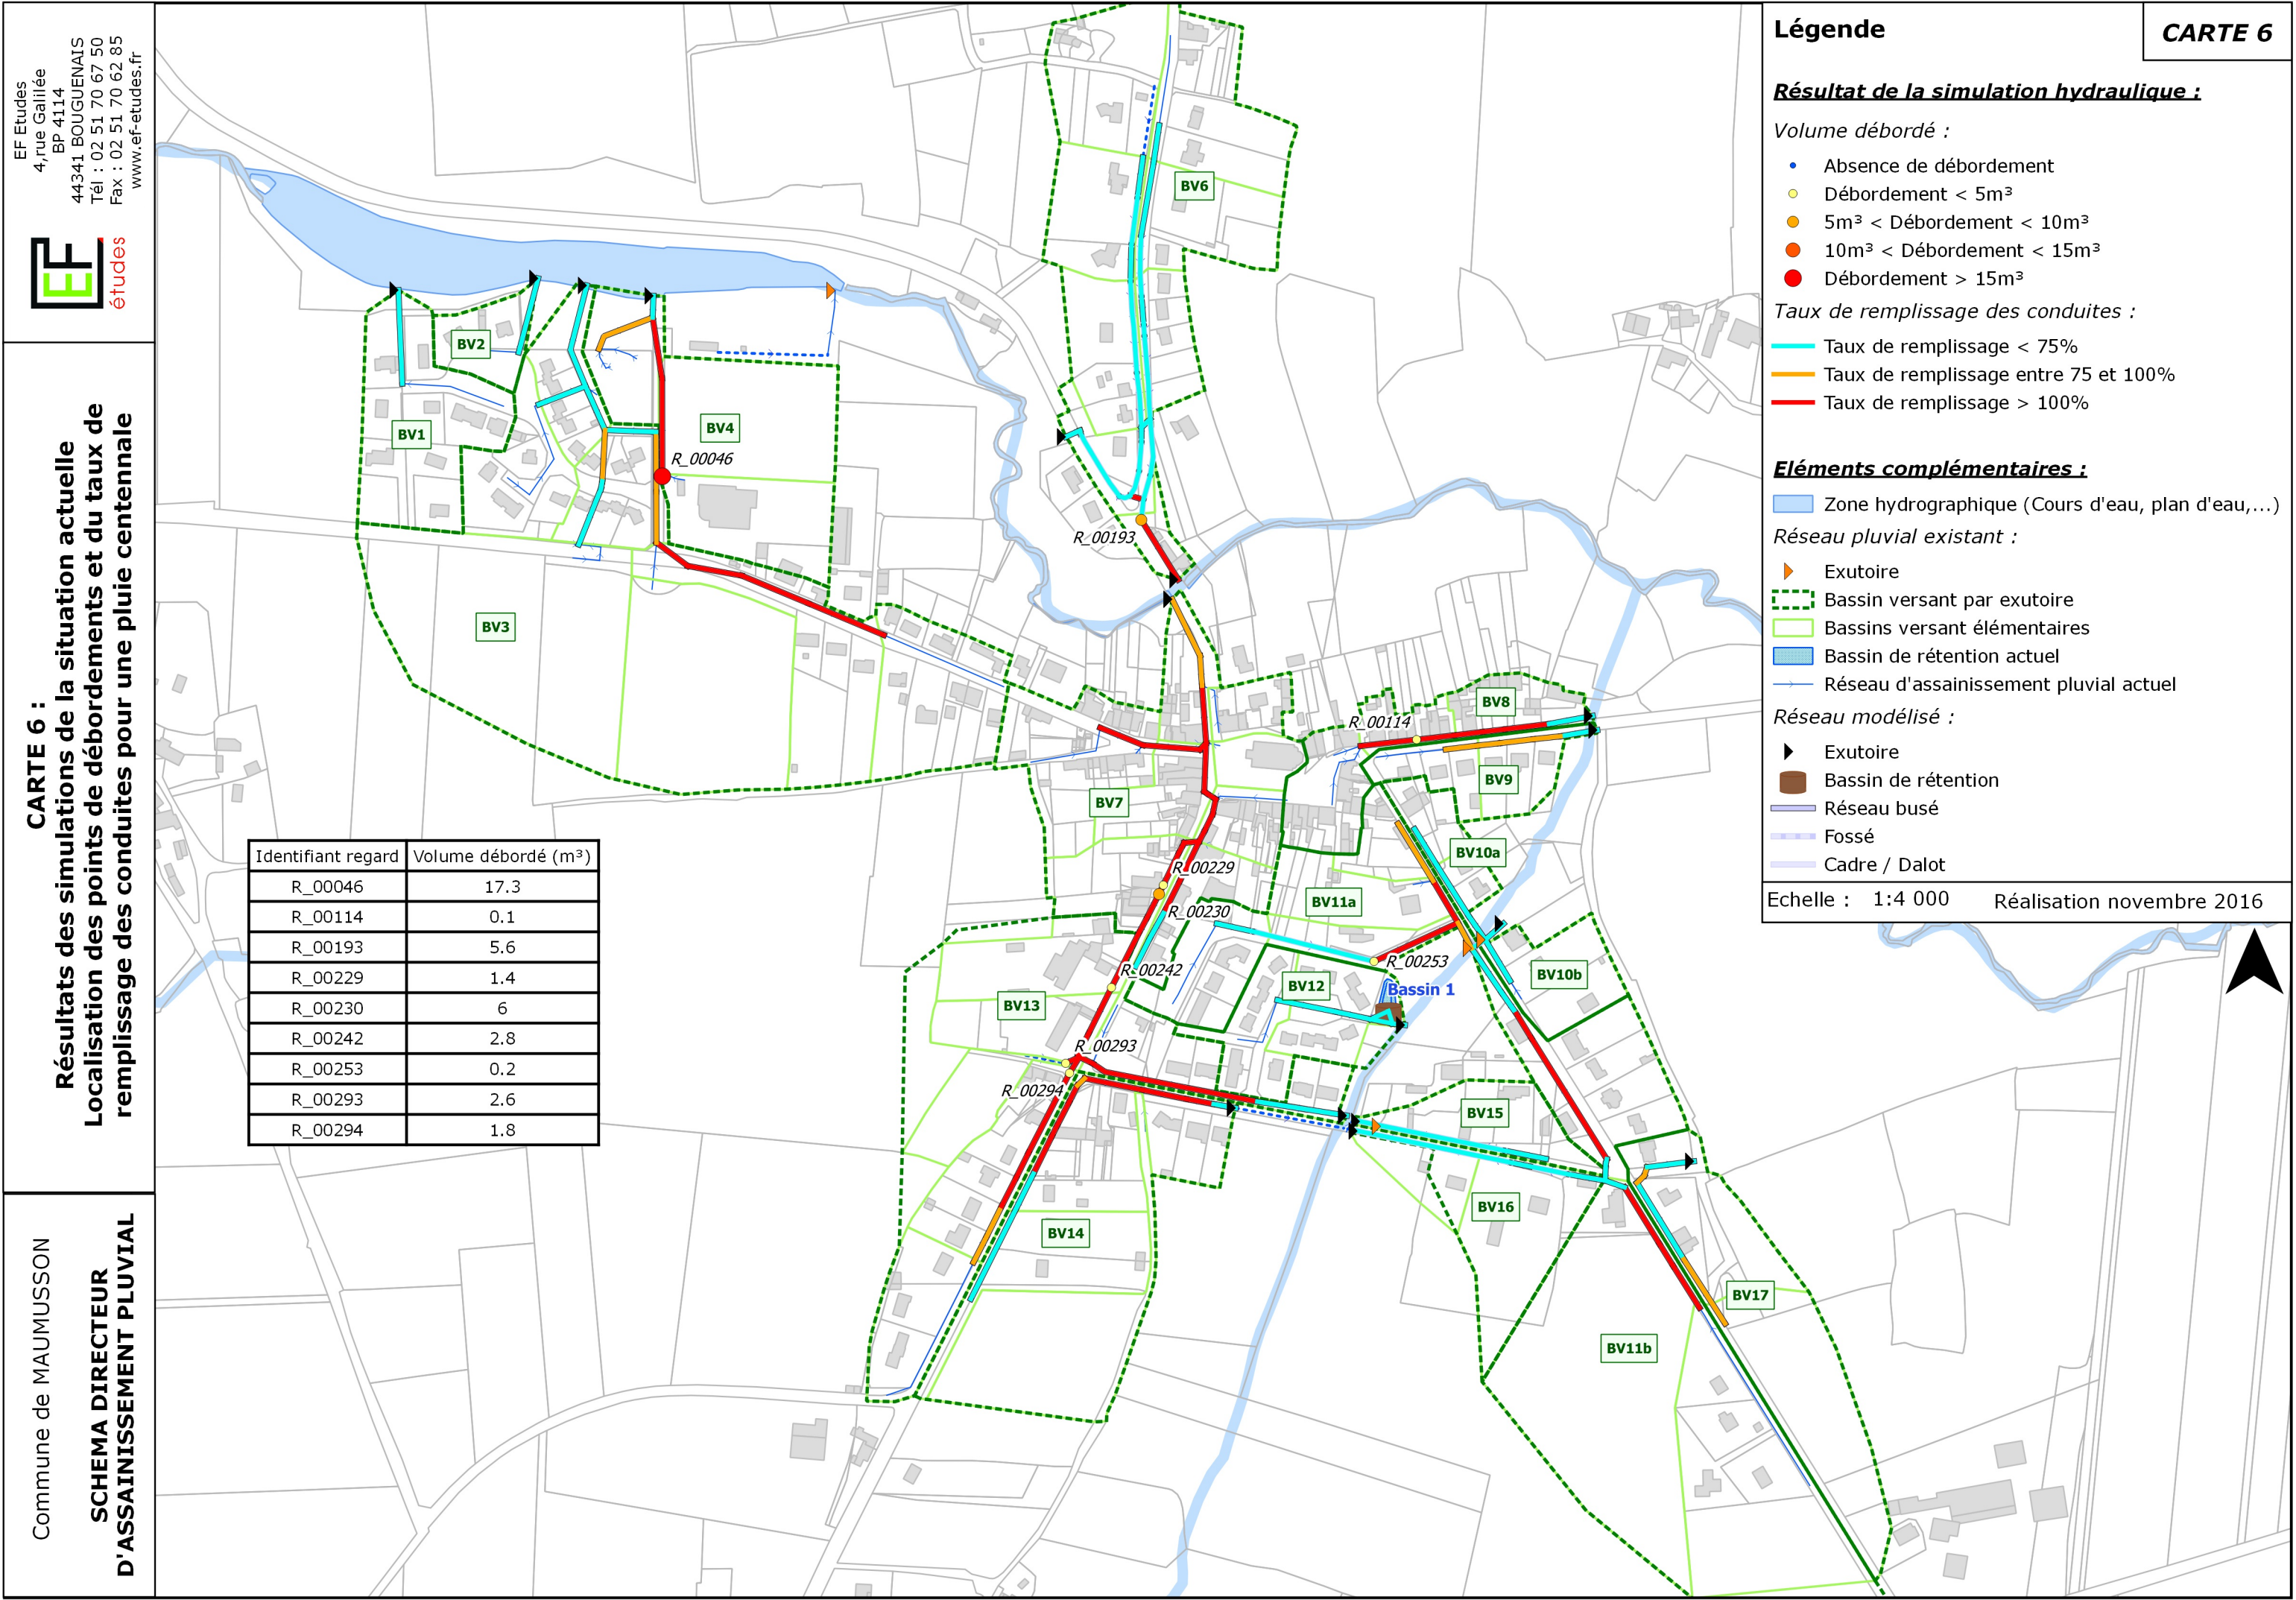 EF Etudes
4,rue Galilée
BP 4114
44341 BOUGUENAIS
Tél : 02 51 70 67 50
Fax : 02 51 70 62 85
www.ef-etudes.fr
EF
études
CARTE 6 :
Résultats des simulations de la situation actuelle
Localisation des points de débordements et du taux de
remplissage des conduites pour une pluie centennale
Commune de MAUMUSSON
SCHEMA DIRECTEUR
D'ASSAINISSEMENT PLUVIAL
BV6
BV2
BV1
BV4
R_00046
R_00193
BV3
BV8
R_00114
BV9
BV7
BV10a
R_00229
BV11a
R_00230
R_00253
R_00242
BV10b
BV12
Bassin 1
BV13
R_00293
R_00294
BV15
BV16
BV14
BV17
BV11b
Identifiant regard Volume débordé (m³)
R_00046 17.3
R_00114 0.1
R_00193 5.6
R_00229 1.4
R_00230 6
R_00242 2.8
R_00253 0.2
R_00293 2.6
R_00294 1.8
Légende
CARTE 6
Résultat de la simulation hydraulique :
Volume débordé :
Absence de débordement
Débordement < 5m³
5m³ < Débordement < 10m³
10m³ < Débordement < 15m³
Débordement > 15m³
Taux de remplissage des conduites :
Taux de remplissage < 75%
Taux de remplissage entre 75 et 100%
Taux de remplissage > 100%
Eléments complémentaires :
Zone hydrographique (Cours d'eau, plan d'eau,...)
Réseau pluvial existant :
Exutoire
Bassin versant par exutoire
Bassins versant élémentaires
Bassin de rétention actuel
Réseau d'assainissement pluvial actuel
Réseau modélisé :
Exutoire
Bassin de rétention
Réseau busé
Fossé
Cadre / Dalot
Echelle : 1:4 000 Réalisation novembre 2016